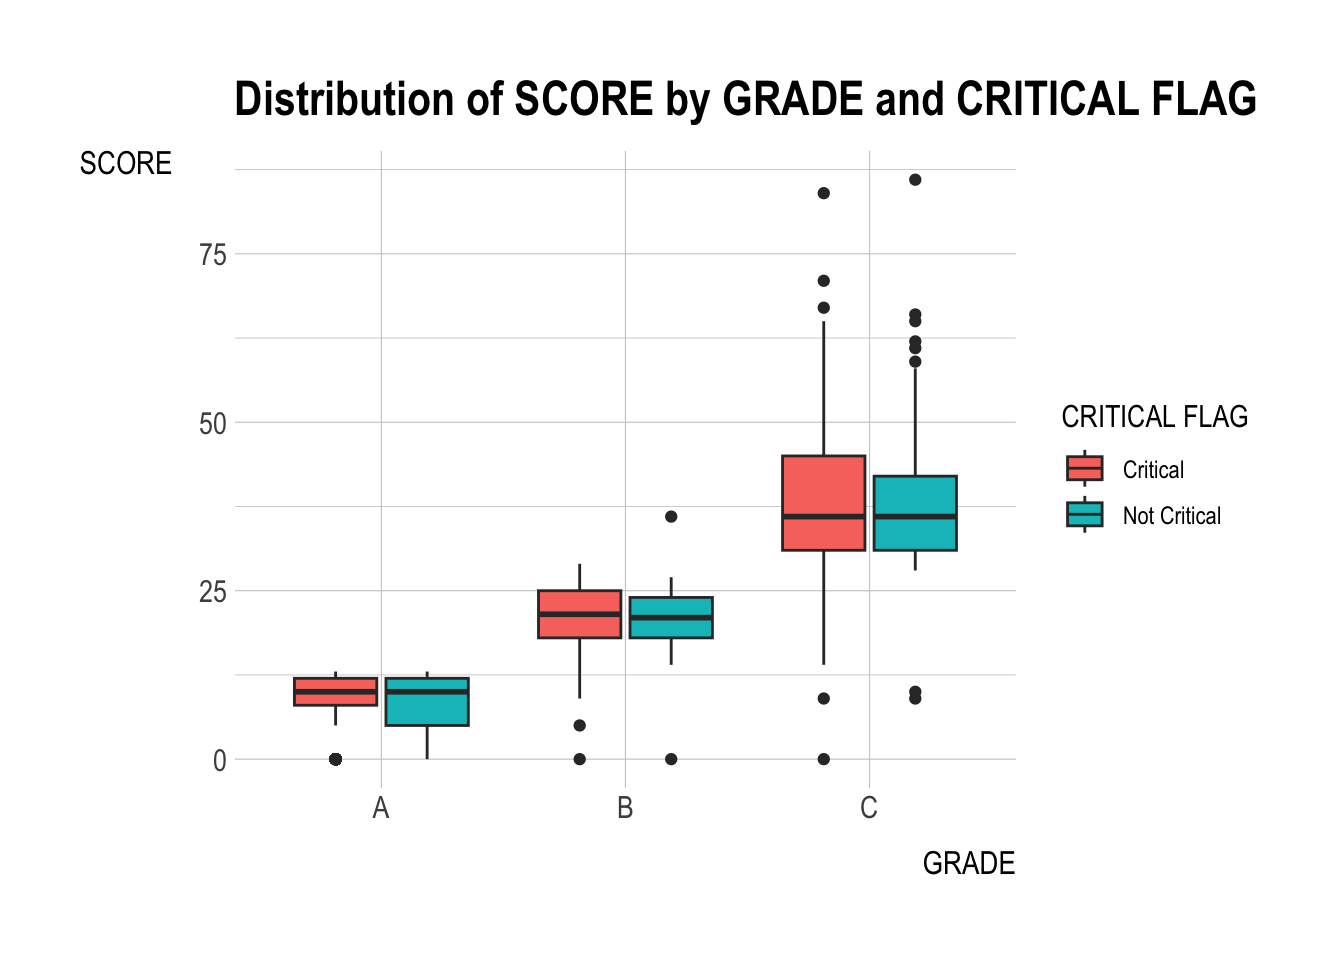 Distribution of SCORE by GRADE and CRITICAL FLAG
SCORE
75
50
25
0
A
B
C
GRADE
CRITICAL FLAG
Critical
Not Critical